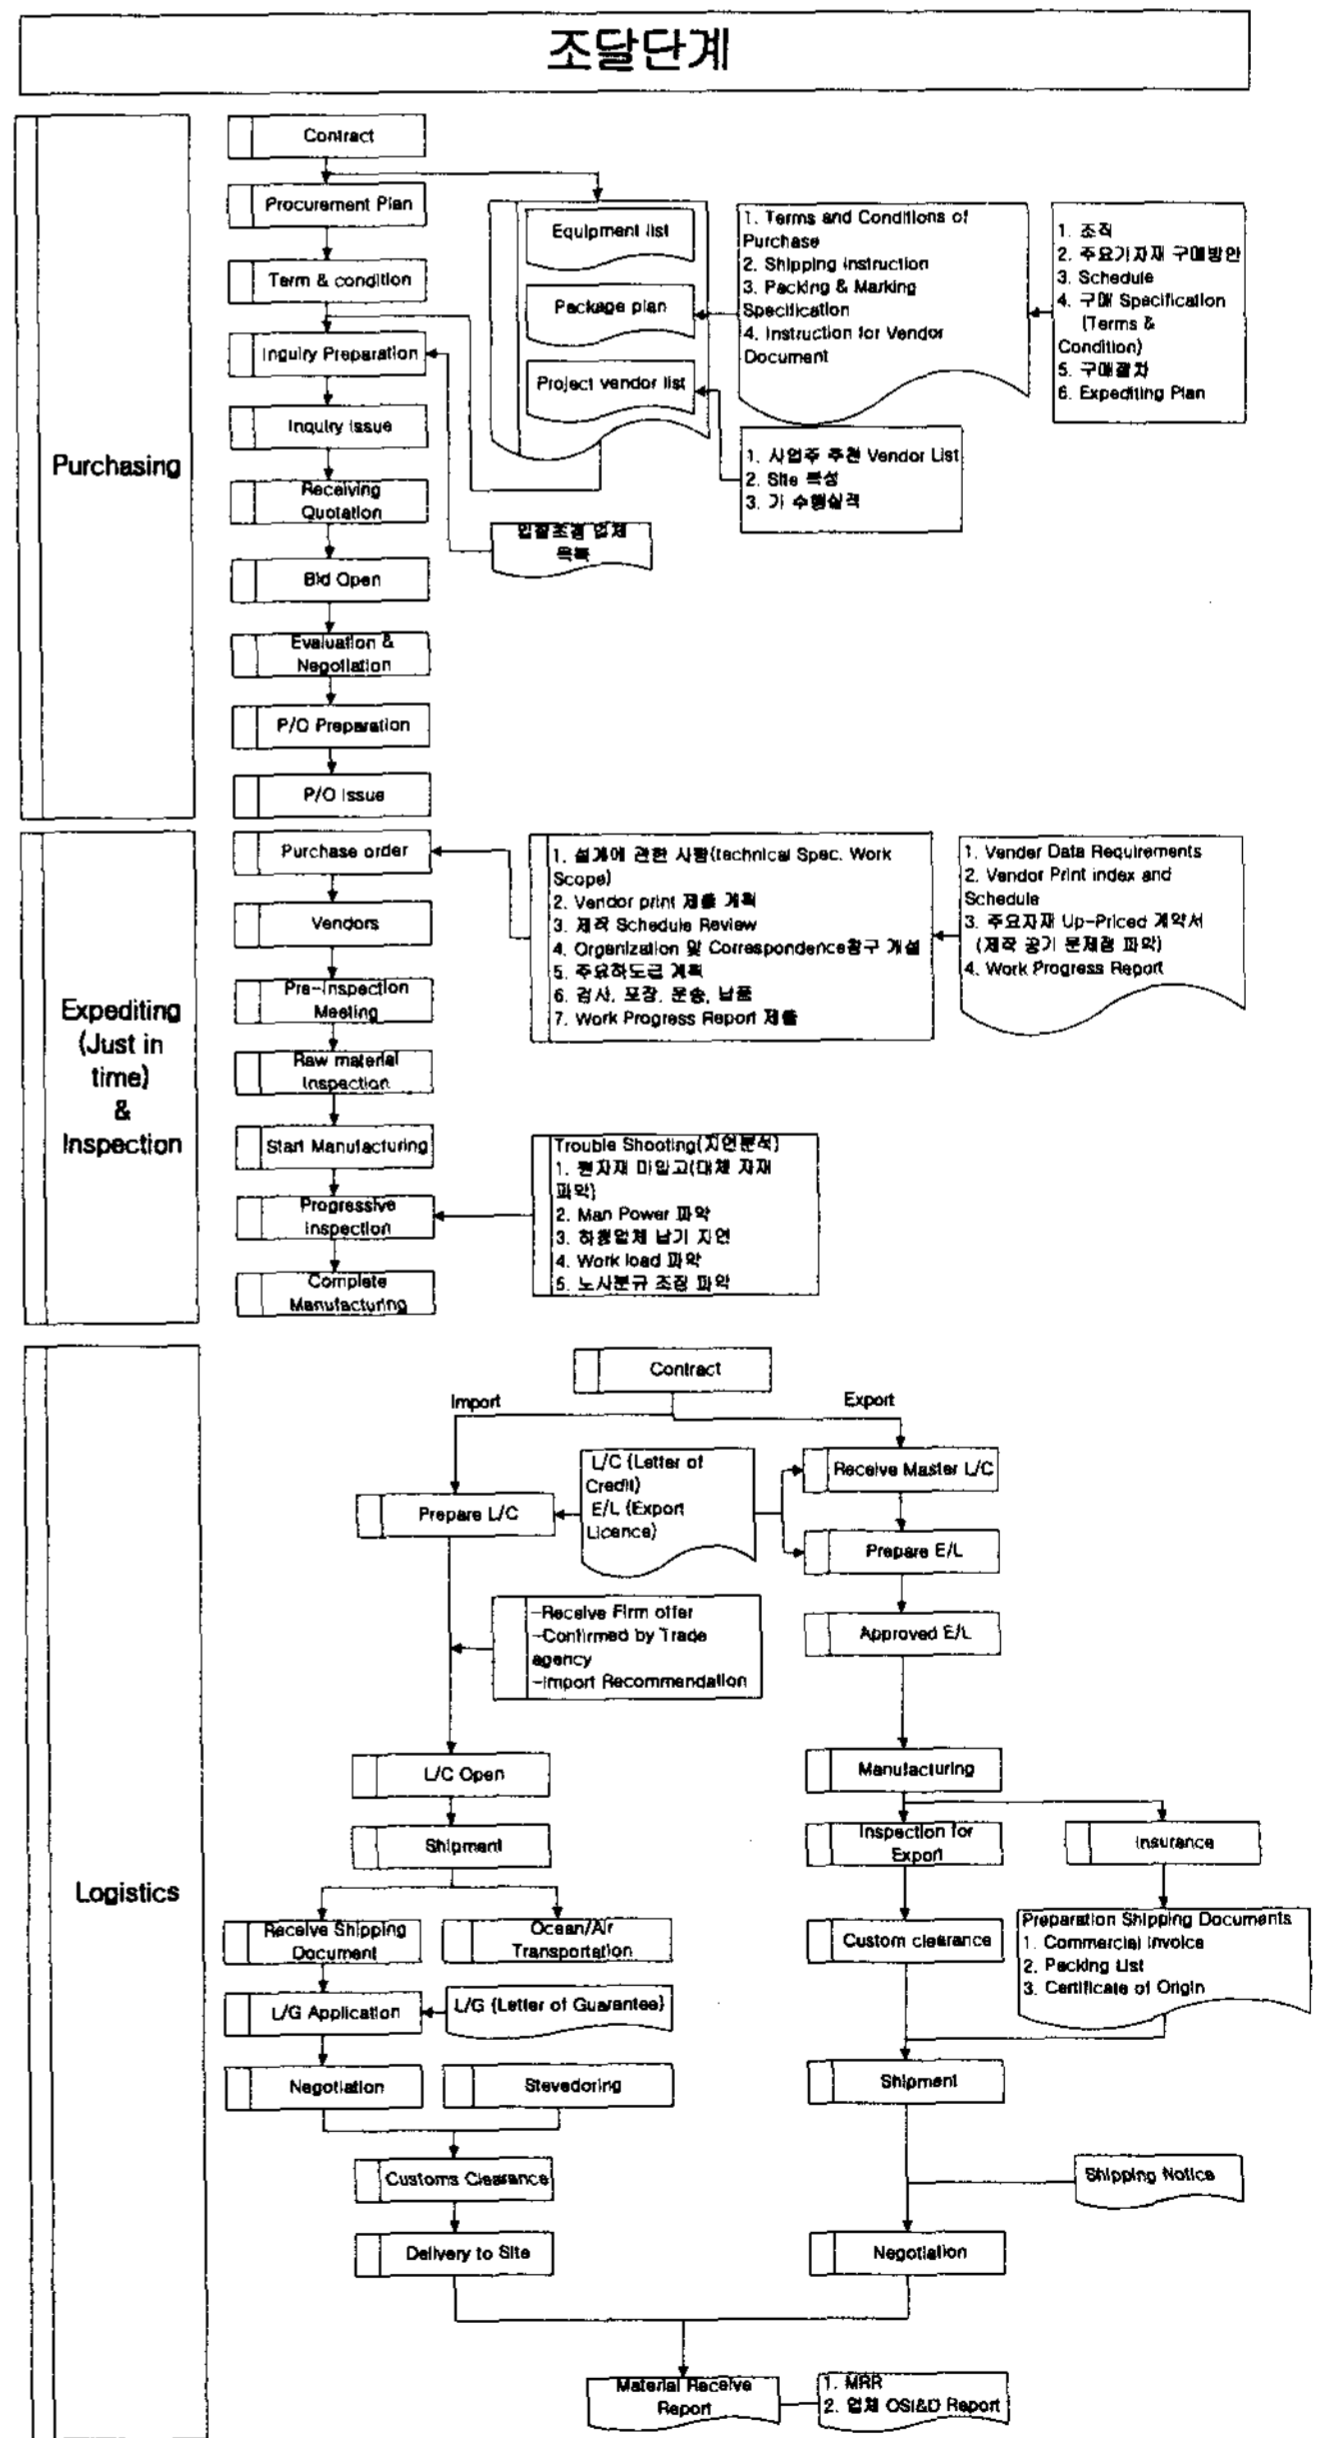 조달단계
Purchasing
Contract
Procurement Plan
Term & condition
Inquiry Preparation
Inquiry Issue
Receiving
Quotation
Bid Open
Evaluation &
Negotiation
P/O Preparation
P/O Issue
Equipment list
Package plan
Project vendor list
1. Terms and Conditions of
Purchase
2. Shipping instruction
3. Packing & Marking
Specification
4. Instruction for Vendor
Document
1. 조직
2. 주요기자재 구매방안
3. Schedule
4. 구매 Specification
(Terms &
Condition)
5. 구매절차
6. Expediting Plan
1. 사업주 추천 Vendor List
2. Site 특성
3. 기 수행실적
업체
목록
Expediting
(Just in
time)
&
Inspection
Purchase order
Vendors
Pre-Inspection
Meeting
Raw material
Inspection
Start Manufacturing
Progressive
inspection
Complete
Manufacturing
1. 설계에 관한 사항(technical Spec. Work
Scope)
2. Vendor print 제출 계획
3. 제작 Schedule Review
4. Organization 및 Correspondence창구 개설
5. 주요하도급 계획
6. 검사, 포장, 운송, 납품
7. Work Progress Report 제출
1. Vender Data Requirements
2. Vendor Print index and
Schedule
3. 주요자재 Up-Priced 계약서
(제작 공기 문제점 파악)
4. Work Progress Report
Trouble Shooting(지연분석)
1. 원자재 미입고(대체 자재
파악)
2. Man Power 파악
3. 하청업체 납기 지연
4. Work load 파악
5. 노사분규 조짐 파악
Logistics
Contract
Import
Export
Prepare L/C
L/C (Letter of
Credit)
E/L (Export
Licence)
Receive Master L/C
Prepare E/L
Approved E/L
-Receive Firm offer
-Confirmed by Trade
agency
-Import Recommendation
L/C Open
Shipment
Manufacturing
Inspection for
Export
Insurance
Receive Shipping
Document
Ocean/Air
Transportation
Custom clearance
Preparation Shipping Documents
1. Commercial Invoice
2. Packing List
3. Certificate of Origin
L/G Application
L/G (Letter of Guarantee)
Negotiation
Stevedoring
Shipment
Customs Clearance
Shipping Notice
Delivery to Site
Negotiation
Material Receive
Report
1. MRR
2. 업체 OSI&D Report